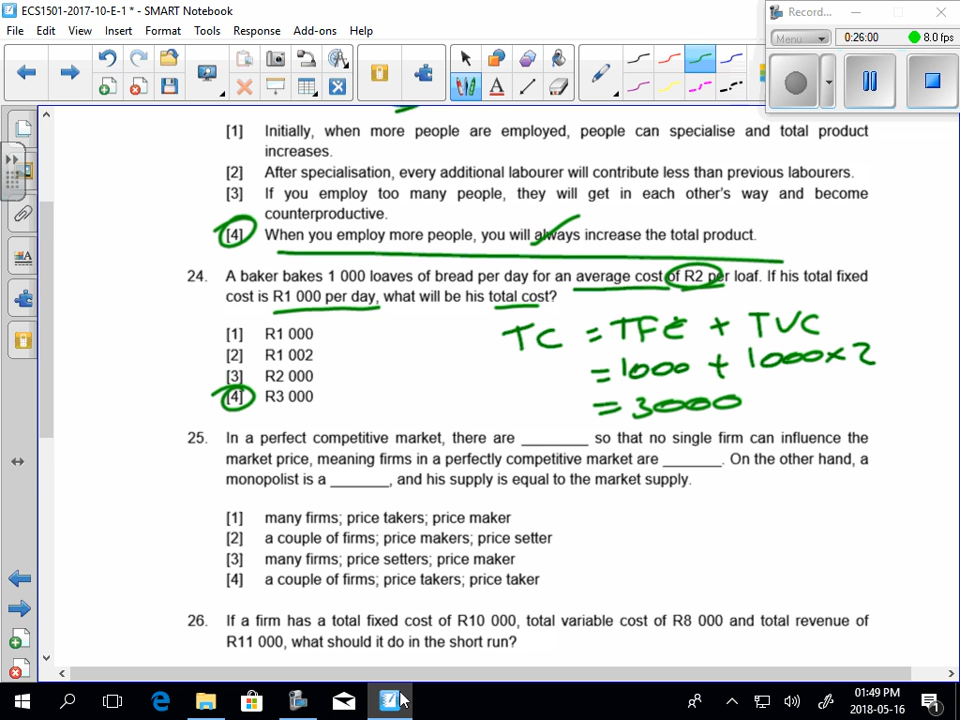 ECS1501-2017-10-E-1 * - SMART Notebook
Record...
File Edit View Insert Format Tools Response Add-ons Help
Menu
0:26:00
8.0 fps
[1] Initially, when more people are employed, people can specialise and total product
increases.
[2] After specialisation, every additional labourer will contribute less than previous labourers.
[3] If you employ too many people, they will get in each other's way and become
counterproductive.
[4] When you employ more people, you will always increase the total product.
24. A baker bakes 1 000 loaves of bread per day for an average cost of R2 per loaf. If his total fixed
cost is R1 000 per day, what will be his total cost?
TC = TFC + TVC
[1] R1 000
[2] R1 002
= 1000 + 1000x2
[3] R2 000
[4] R3 000
= 3000
25. In a perfect competitive market, there are ________ so that no single firm can influence the
market price, meaning firms in a perfectly competitive market are _______. On the other hand, a
monopolist is a _______, and his supply is equal to the market supply.
[1] many firms; price takers; price maker
[2] a couple of firms; price makers; price setter
[3] many firms; price setters; price maker
[4] a couple of firms; price takers; price taker
26. If a firm has a total fixed cost of R10 000, total variable cost of R8 000 and total revenue of
R11 000, what should it do in the short run?
01:49 PM
2018-05-16
1